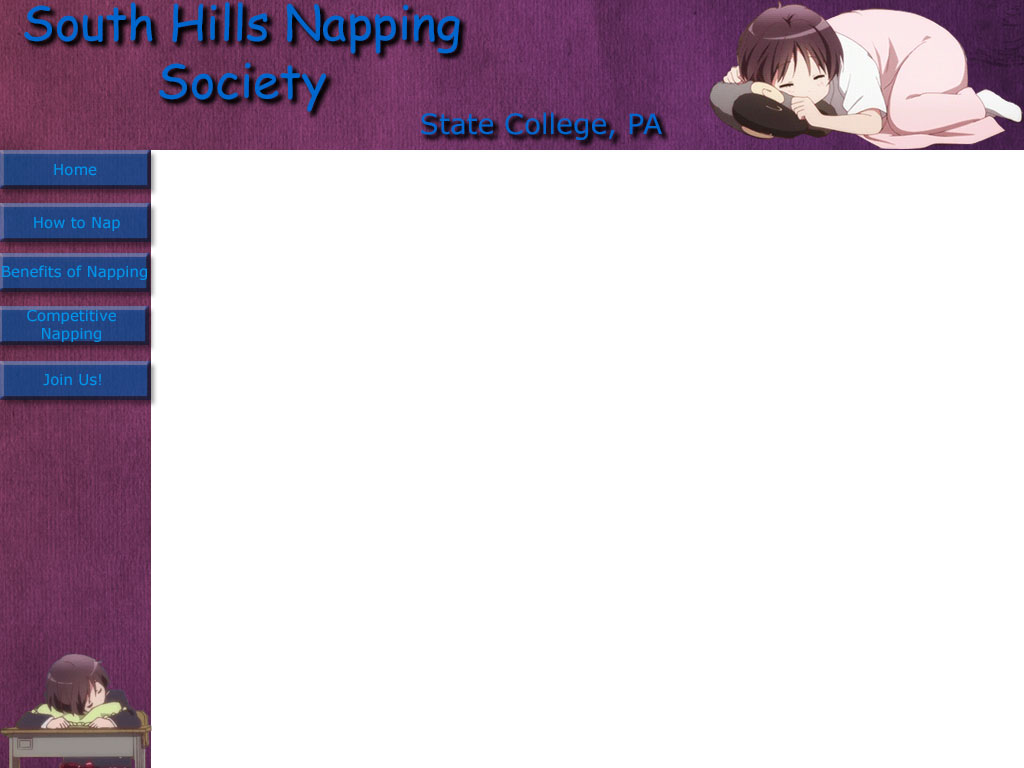 South Hills Napping
Society
State College, PA
Home
How to Nap
Benefits of Napping
Competitive
Napping
Join Us!